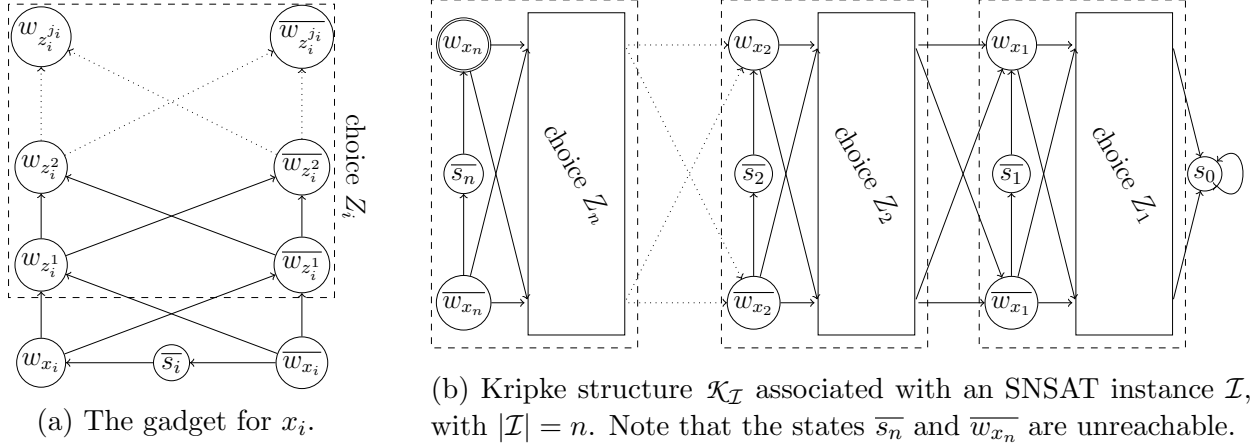 $w_{z_i^{j_i}}$ $\overline{w_{z_i^{j_i}}}$
$w_{z_i^2}$ $\overline{w_{z_i^2}}$
choice $Z_i$
$w_{z_i^1}$ $\overline{w_{z_i^1}}$
$w_{x_i}$ $\overline{s_i}$ $\overline{w_{x_i}}$
(a) The gadget for $x_i$.
$w_{x_n}$ $w_{x_2}$ $w_{x_1}$
$\overline{s_n}$ choice $Z_n$ $\overline{s_2}$ choice $Z_2$ $\overline{s_1}$ choice $Z_1$ $s_0$
$\overline{w_{x_n}}$ $\overline{w_{x_2}}$ $\overline{w_{x_1}}$
(b) Kripke structure $\mathcal{K}_{\mathcal{I}}$ associated with an SNSAT instance $\mathcal{I}$,
with $|\mathcal{I}| = n$. Note that the states $\overline{s_n}$ and $\overline{w_{x_n}}$ are unreachable.